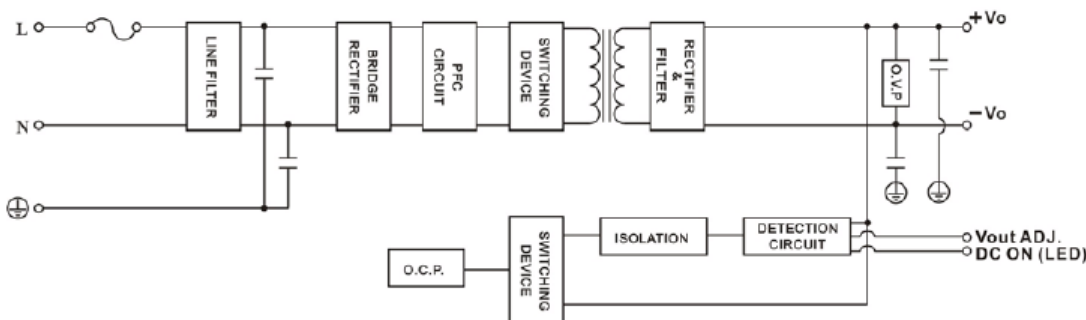 L
N
LINE FILTER
BRIDGE
RECTIFIER
PFC
CIRCUIT
SWITCHING
DEVICE
RECTIFIER
&
FILTER
O.V.P
+Vo
-Vo
O.C.P.
SWITCHING
DEVICE
ISOLATION
DETECTION
CIRCUIT
Vout ADJ.
DC ON (LED)